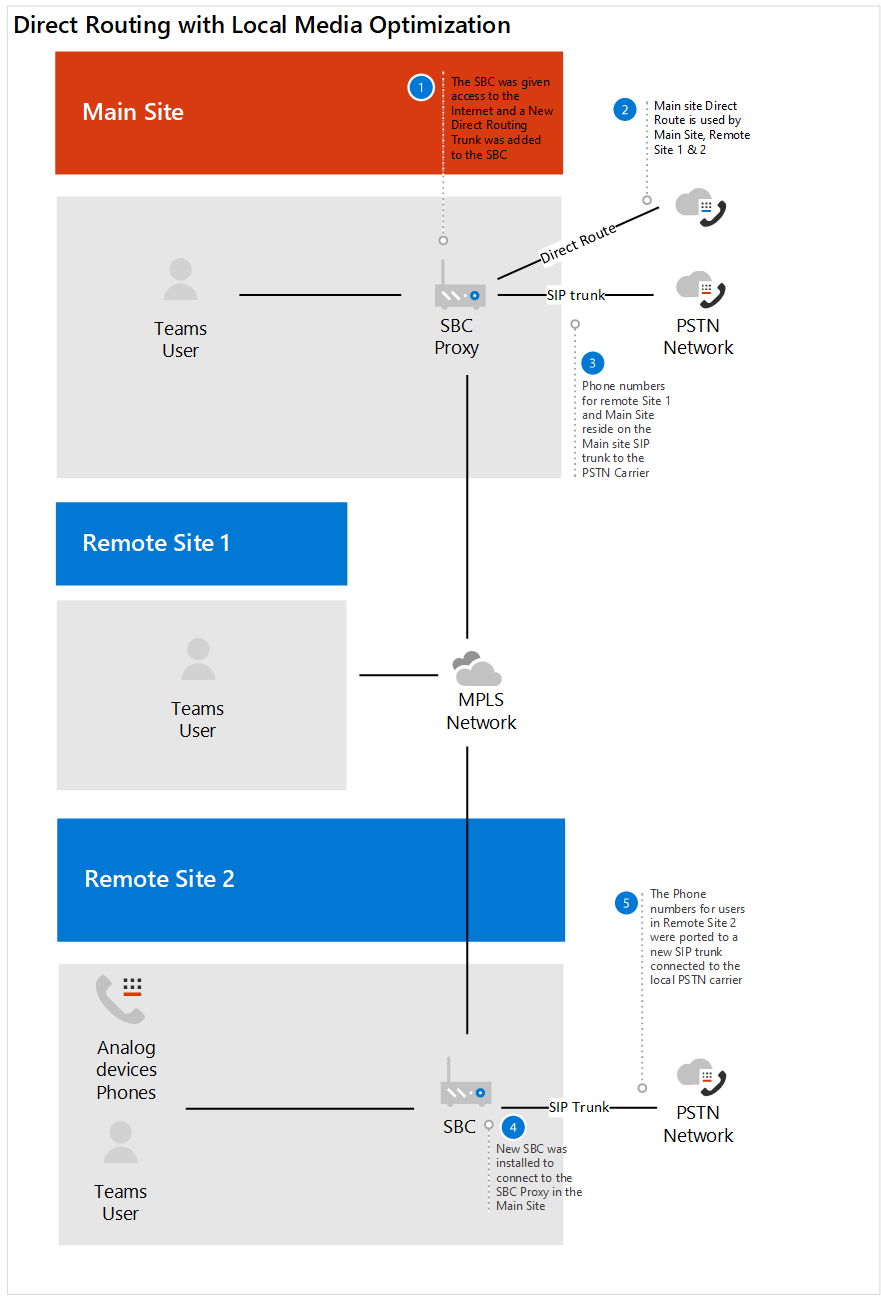 Direct Routing with Local Media Optimization
Main Site
1
The SBC was given
access to the
Internet and a New
Direct Routing
Trunk was added
to the SBC
2
Main site Direct
Route is used by
Main Site, Remote
Site 1 & 2
Direct Route
SIP trunk
Teams
User
SBC
Proxy
PSTN
Network
3
Phone numbers
for remote Site 1
and Main Site
reside on the
Main site SIP
trunk to the
PSTN Carrier
Remote Site 1
Teams
User
MPLS
Network
Remote Site 2
5
The Phone
numbers for users
in Remote Site 2
were ported to a
new SIP trunk
connected to the
local PSTN carrier
Analog
devices
Phones
SIP Trunk
SBC
PSTN
Network
4
New SBC was
installed to
connect to the
SBC Proxy in the
Main Site
Teams
User